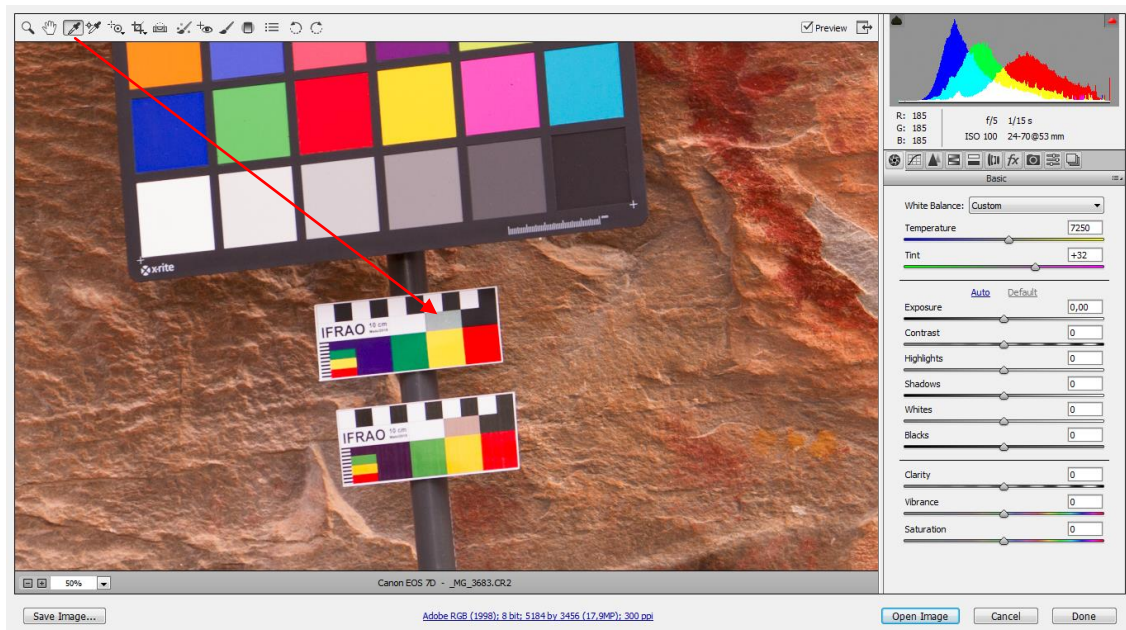 Preview
x-rite
IFRAO 10 cm
IFRAO 10 cm
50%
Canon EOS 7D - _MG_3683.CR2
R: 185
G: 185
B: 185
f/5 1/15 s
ISO 100 24-70@53 mm
fx
Basic
White Balance: Custom
Temperature 7250
Tint +32
Auto Default
Exposure 0,00
Contrast 0
Highlights 0
Shadows 0
Whites 0
Blacks 0
Clarity 0
Vibrance 0
Saturation 0
Save Image...
Adobe RGB (1998); 8 bit; 5184 by 3456 (17,9MP); 300 ppi
Open Image Cancel Done